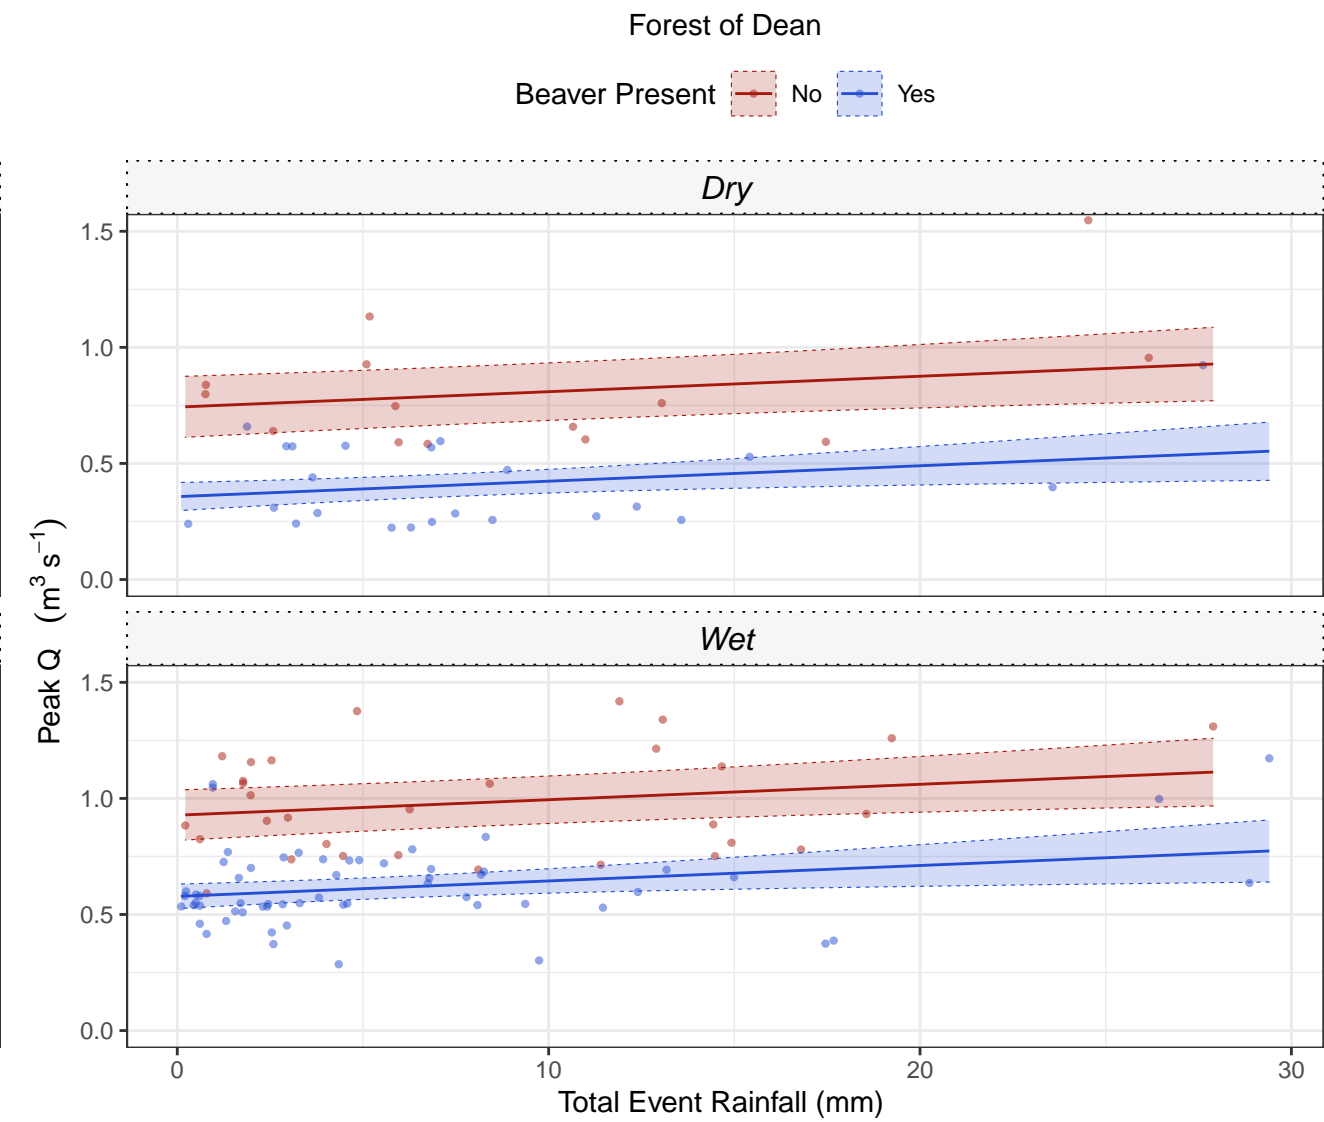 Forest of Dean
Beaver Present No Yes
Dry
1.5
1.0
0.5
0.0
Wet
1.5
1.0
0.5
0.0
Peak Q (m³ s⁻¹)
0 10 20 30
Total Event Rainfall (mm)